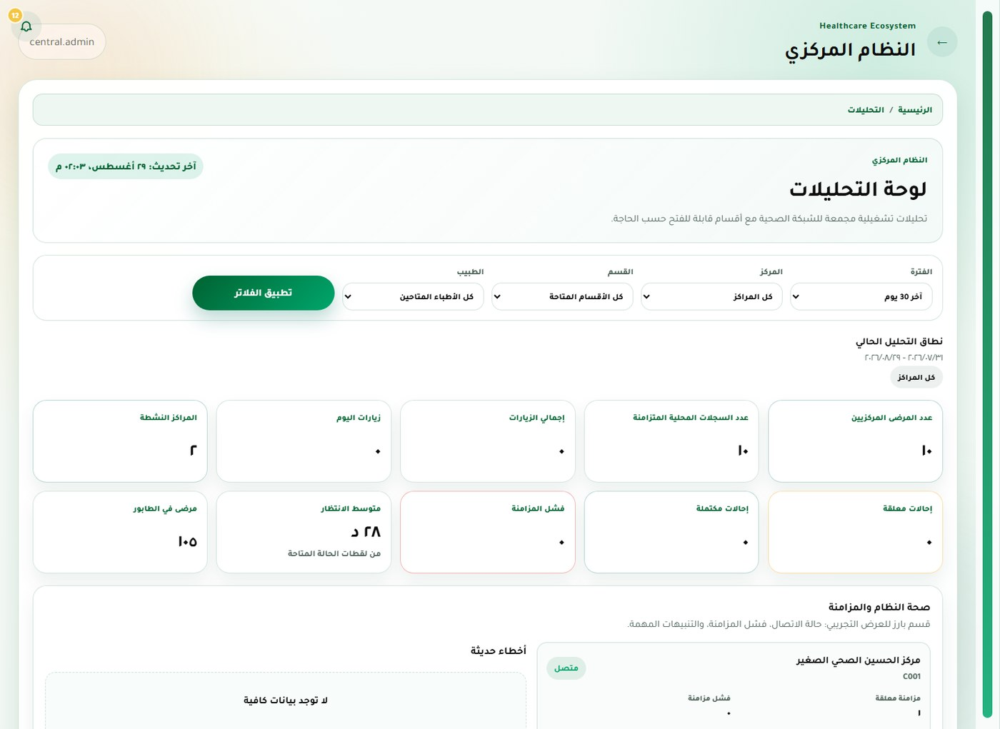 Healthcare Ecosystem
النظام المركزي
←
12
central.admin
الرئيسية / التحليلات
النظام المركزي
لوحة التحليلات
تحليلات تشغيلية مجمعة للشبكة الصحية مع أقسام قابلة للفتح حسب الحاجة.
آخر تحديث: ٢٩ أغسطس، ٠٢:٠٣ م
الفترة
آخر 30 يوم
المركز
كل المراكز
القسم
كل الأقسام المتاحة
الطبيب
كل الأطباء المتاحين
تطبيق الفلاتر
نطاق التحليل الحالي
٢٠٢٦/٠٧/٣١ - ٢٠٢٦/٠٨/٢٩
كل المراكز
عدد المرضى المركزيين
١٠
عدد السجلات المحلية المتزامنة
١٠
إجمالي الزيارات
٠
زيارات اليوم
٠
المراكز النشطة
٢
إحالات معلقة
٠
إحالات مكتملة
٠
فشل المزامنة
٠
متوسط الانتظار
٢٨ د
من لقطات الحالة المتاحة
مرضى في الطابور
١٠٥
صحة النظام والمزامنة
قسم بارز للعرض التجريبي: حالة الاتصال، فشل المزامنة، والتنبيهات المهمة.
مركز الحسين الصحي الصغير
C001
متصل
مزامنة معلقة
١
فشل مزامنة
٠
أخطاء حديثة
لا توجد بيانات كافية